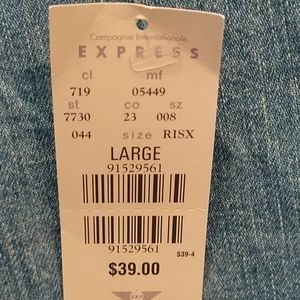 Compagnie Internationale
EXPRESS
cl mf
719 05449
st co sz
7730 23 008
044 size RISX
LARGE
91529561
91529561
$39-4
$39.00
EXP